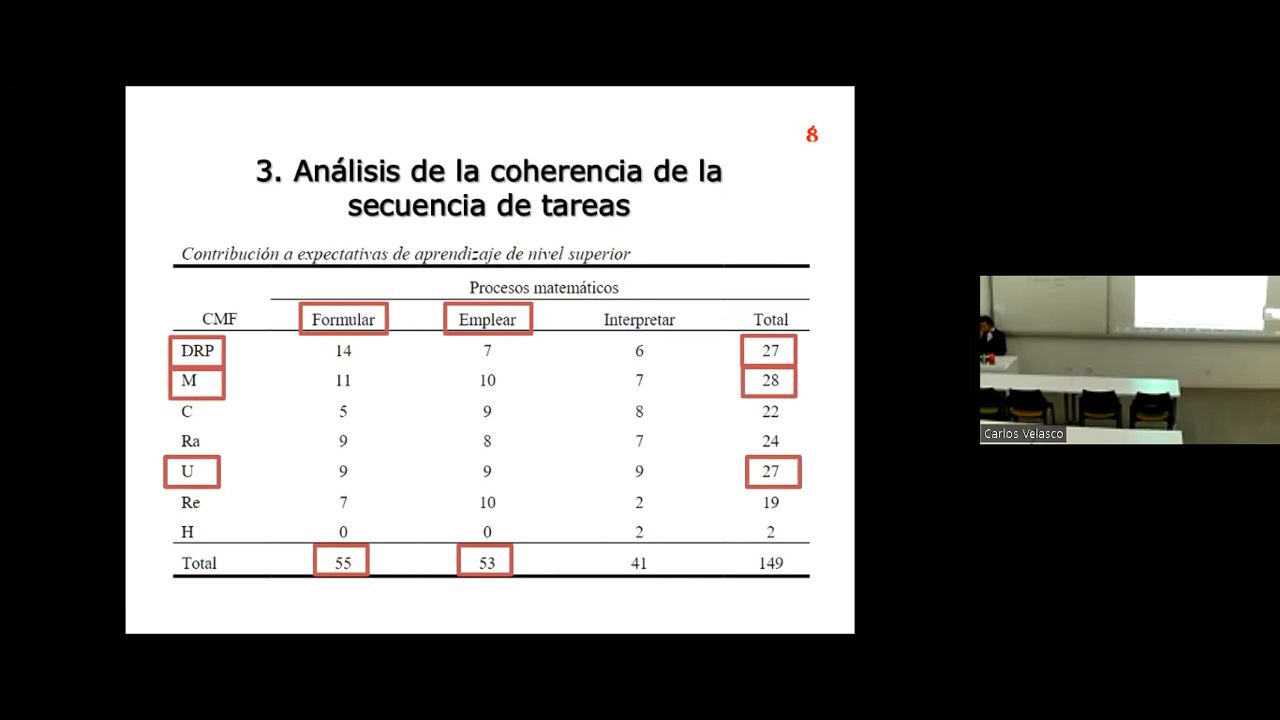 8
3. Análisis de la coherencia de la
secuencia de tareas
Contribución a expectativas de aprendizaje de nivel superior
Procesos matemáticos
CMF Formular Emplear Interpretar Total
DRP 14 7 6 27
M 11 10 7 28
C 5 9 8 22
Ra 9 8 7 24
U 9 9 9 27
Re 7 10 2 19
H 0 0 2 2
Total 55 53 41 149
Carlos Velasco